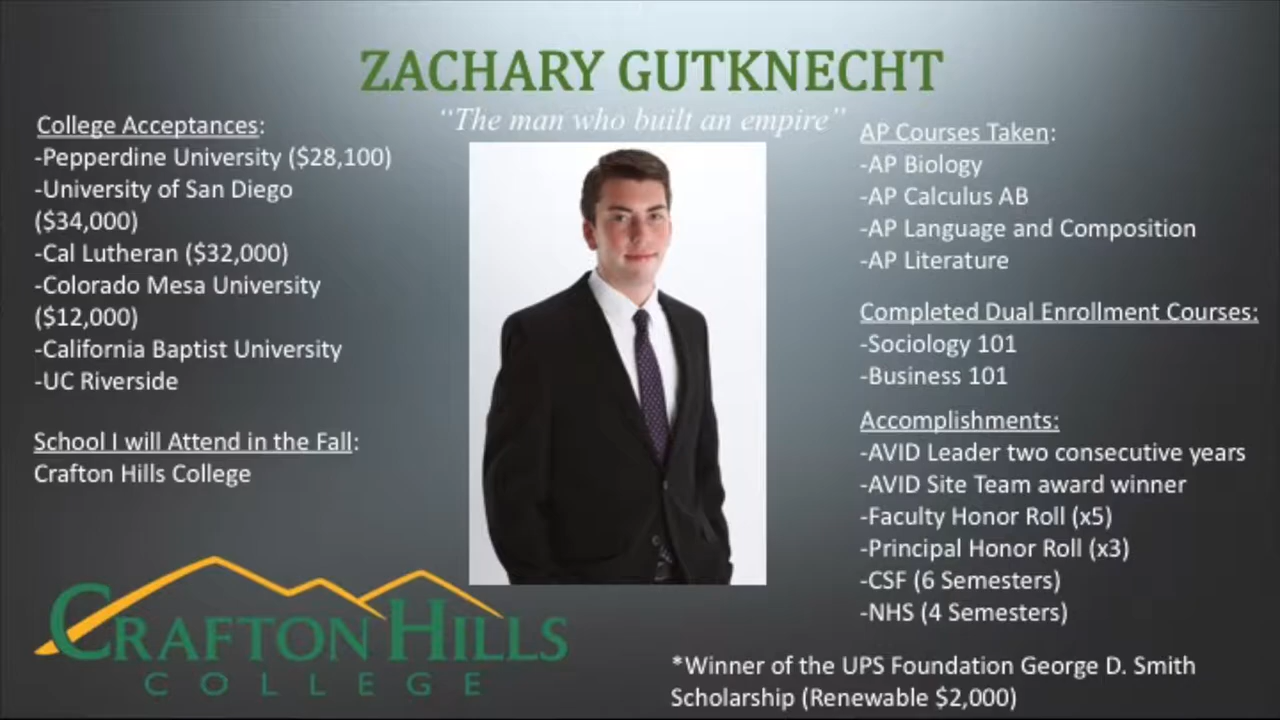 ZACHARY GUTKNECHT
“The man who built an empire”
College Acceptances:
-Pepperdine University ($28,100)
-University of San Diego
($34,000)
-Cal Lutheran ($32,000)
-Colorado Mesa University
($12,000)
-California Baptist University
-UC Riverside
School I will Attend in the Fall:
Crafton Hills College
CRAFTON HILLS
COLLEGE
AP Courses Taken:
-AP Biology
-AP Calculus AB
-AP Language and Composition
-AP Literature
Completed Dual Enrollment Courses:
-Sociology 101
-Business 101
Accomplishments:
-AVID Leader two consecutive years
-AVID Site Team award winner
-Faculty Honor Roll (x5)
-Principal Honor Roll (x3)
-CSF (6 Semesters)
-NHS (4 Semesters)
*Winner of the UPS Foundation George D. Smith
Scholarship (Renewable $2,000)